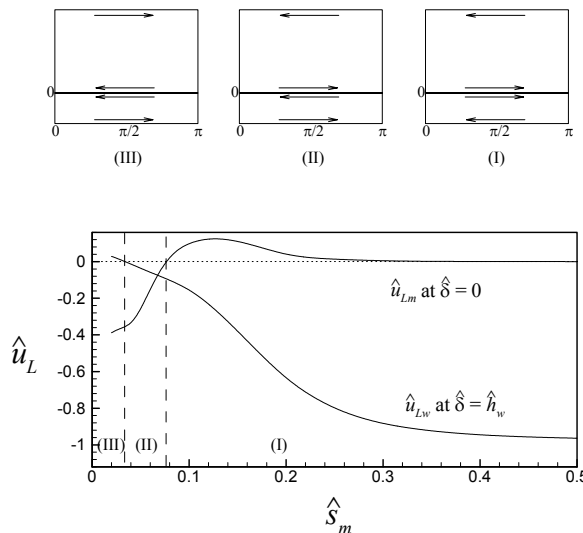 0
0
0
0 π/2 π
0 π/2 π
0 π/2 π
(III)
(II)
(I)
0
-0.2
-0.4
-0.6
-0.8
-1
û_L
û_Lm at δ̂ = 0
û_Lw at δ̂ = ĥ_w
(III) (II) (I)
0 0.1 0.2 0.3 0.4 0.5
ŝ_m